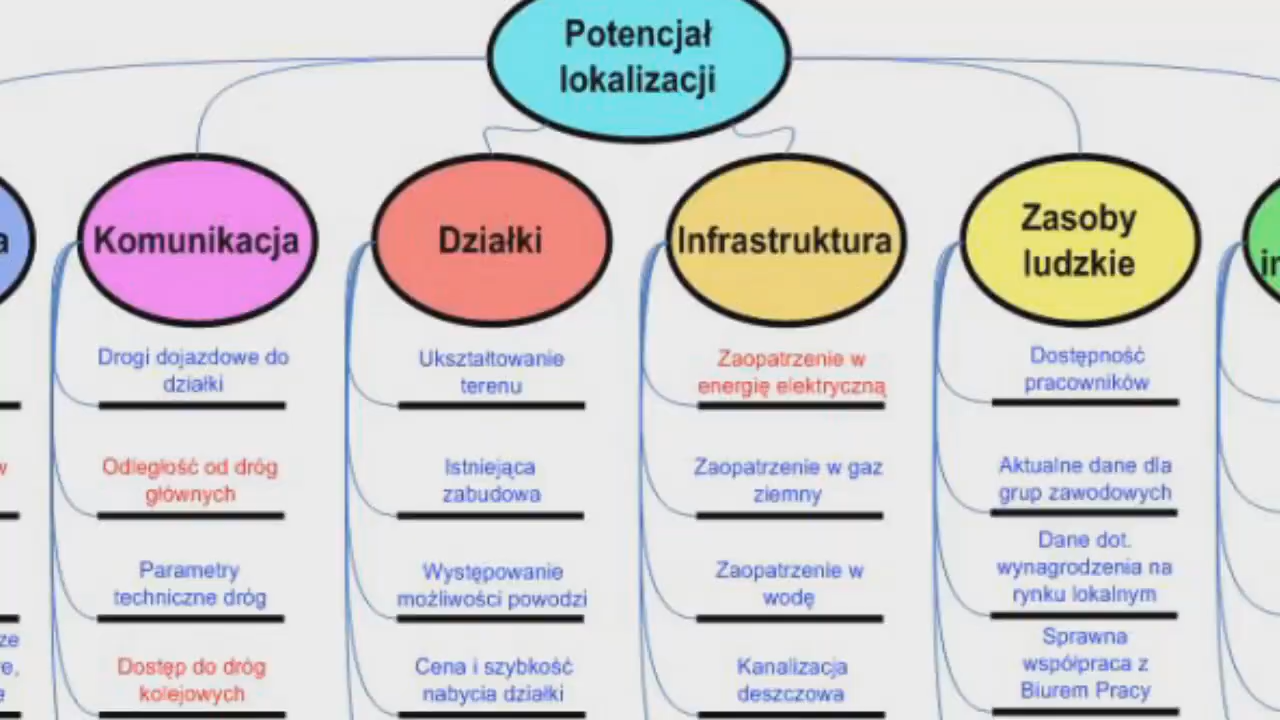 Potencjał
lokalizacji
a
Komunikacja
Działki
Infrastruktura
Zasoby
ludzkie
Drogi dojazdowe do
działki
Odległość od dróg
głównych
Parametry
techniczne dróg
Dostęp do dróg
kolejowych
Ukształtowanie
terenu
Istniejąca
zabudowa
Występowanie
możliwości powodzi
Cena i szybkość
nabycia działki
Zaopatrzenie w
energię elektryczną
Zaopatrzenie w gaz
ziemny
Zaopatrzenie w
wodę
Kanalizacja
deszczowa
Dostępność
pracowników
Aktualne dane dla
grup zawodowych
Dane dot.
wynagrodzenia na
rynku lokalnym
Sprawna
współpraca z
Biurem Pracy